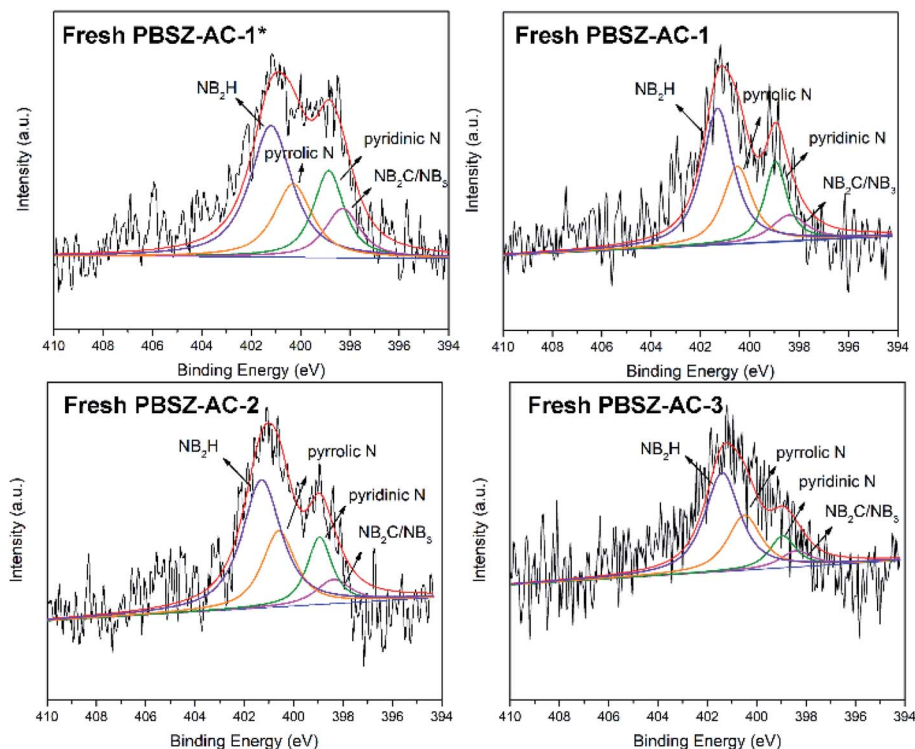 Fresh PBSZ-AC-1*
NB₂H
pyrrolic N
pyridinic N
NB₂C/NB₃
Intensity (a.u.)
410 408 406 404 402 400 398 396 394
Binding Energy (eV)
Fresh PBSZ-AC-1
NB₂H
pyrrolic N
pyridinic N
NB₂C/NB₃
Intensity (a.u.)
410 408 406 404 402 400 398 396 394
Binding Energy (eV)
Fresh PBSZ-AC-2
NB₂H
pyrrolic N
pyridinic N
NB₂C/NB₃
Intensity (a.u.)
410 408 406 404 402 400 398 396 394
Binding Energy (eV)
Fresh PBSZ-AC-3
NB₂H
pyrrolic N
pyridinic N
NB₂C/NB₃
Intensity (a.u.)
410 408 406 404 402 400 398 396 394
Binding Energy (eV)